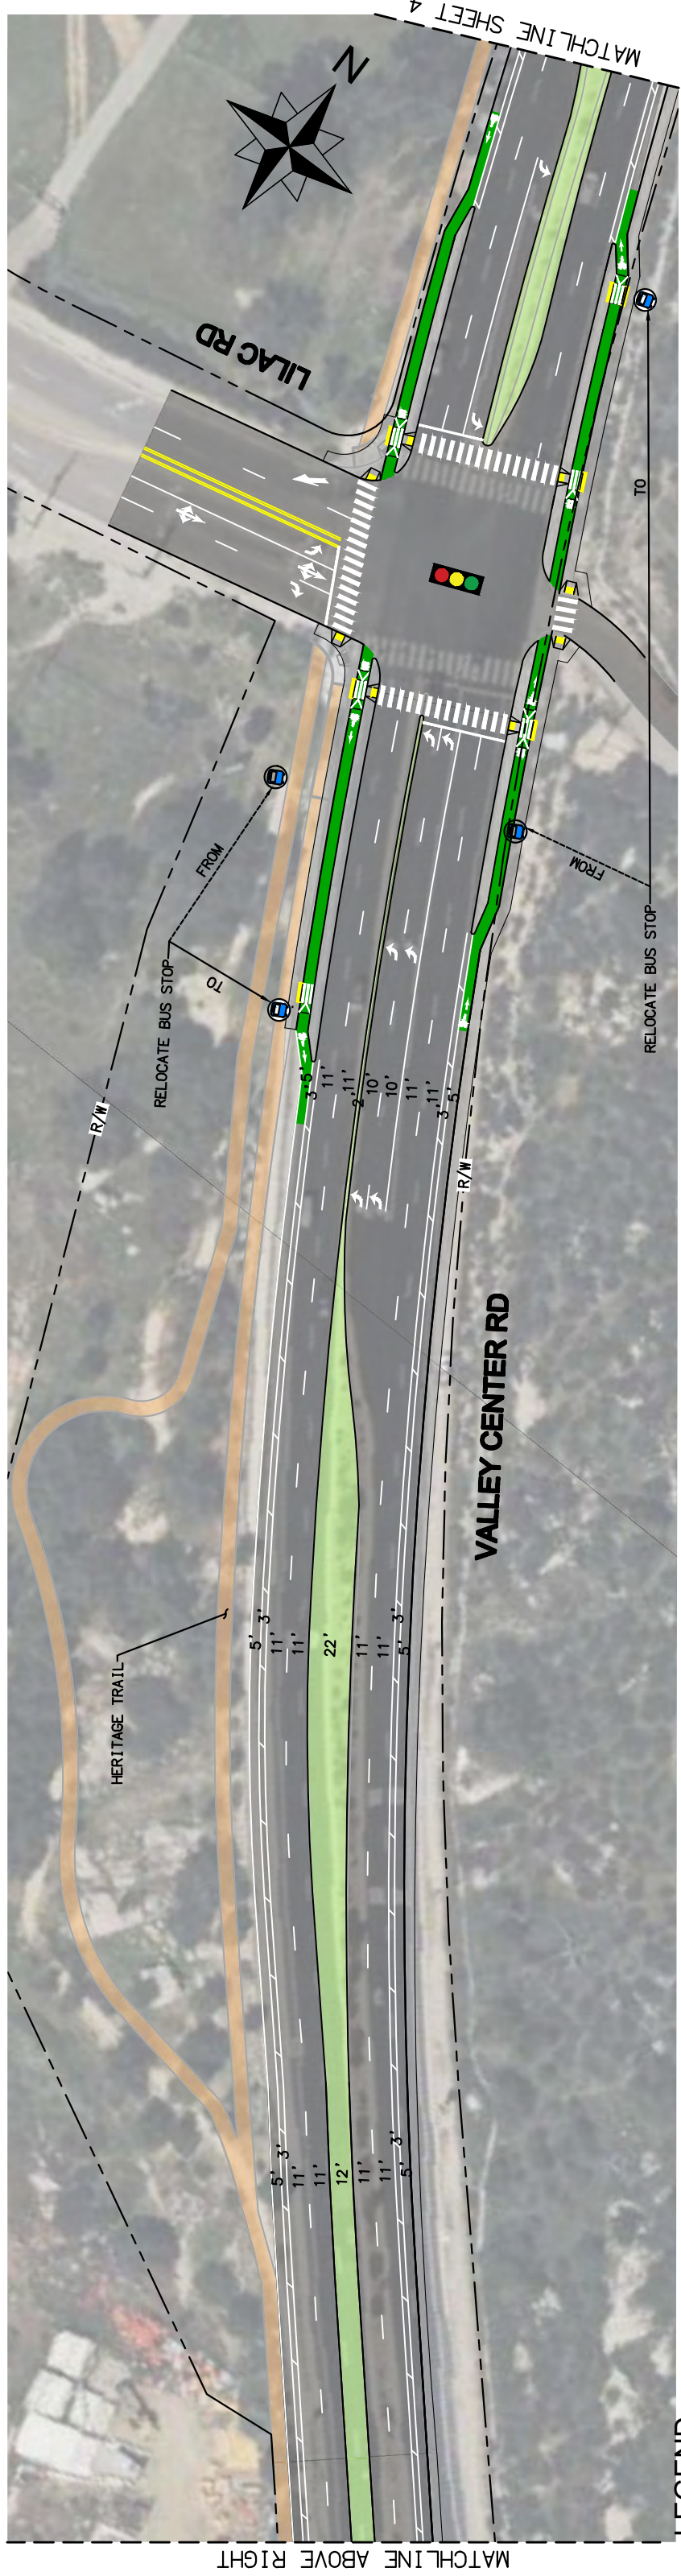 MATCHLINE SHEET 4
N
LILAC RD
TO
FROM
FROM
RELOCATE BUS STOP
TO
RELOCATE BUS STOP
R/W
3' 5'
11'
11'
2'
10'
10'
11'
11'
3' 5'
R/W
VALLEY CENTER RD
5' 3'
11'
11'
22'
11'
11'
5' 3'
HERITAGE TRAIL
5' 3'
11'
11'
12'
11'
11'
5' 3'
LEGEND
MATCHLINE ABOVE RIGHT